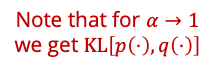 Note that for 𝛼 → 1
we get KL[𝑝(·), 𝑞(·)]